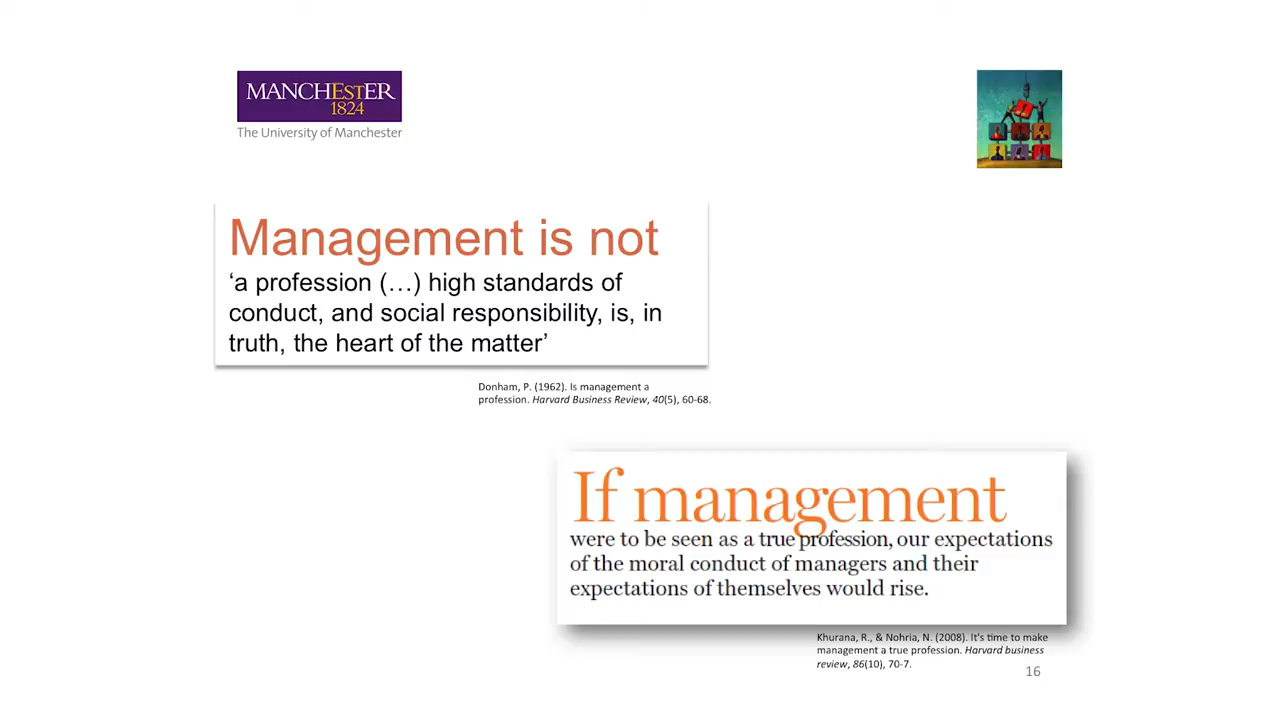 MANCHESTER
1824
The University of Manchester
Management is not
‘a profession (…) high standards of
conduct, and social responsibility, is, in
truth, the heart of the matter’
Donham, P. (1962). Is management a
profession. Harvard Business Review, 40(5), 60-68.
If management
were to be seen as a true profession, our expectations
of the moral conduct of managers and their
expectations of themselves would rise.
Khurana, R., & Nohria, N. (2008). It's time to make
management a true profession. Harvard business
review, 86(10), 70-7.
16